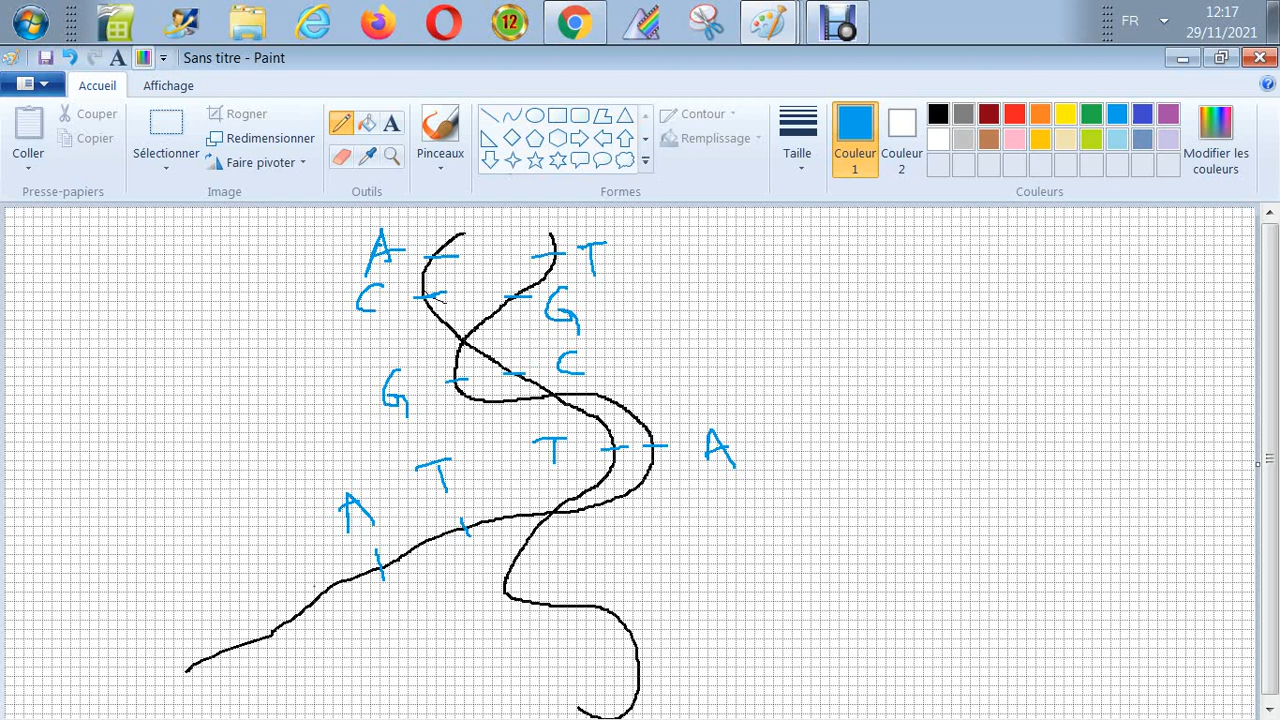 12
FR
12:17
29/11/2021
Sans titre - Paint
Accueil
Affichage
Coller
Couper
Copier
Presse-papiers
Sélectionner
Rogner
Redimensionner
Faire pivoter
Image
A
Outils
Pinceaux
Contour
Remplissage
Formes
Taille
Couleur
1
Couleur
2
Modifier les
couleurs
Couleurs
A T
C G
G C
T A
T
A